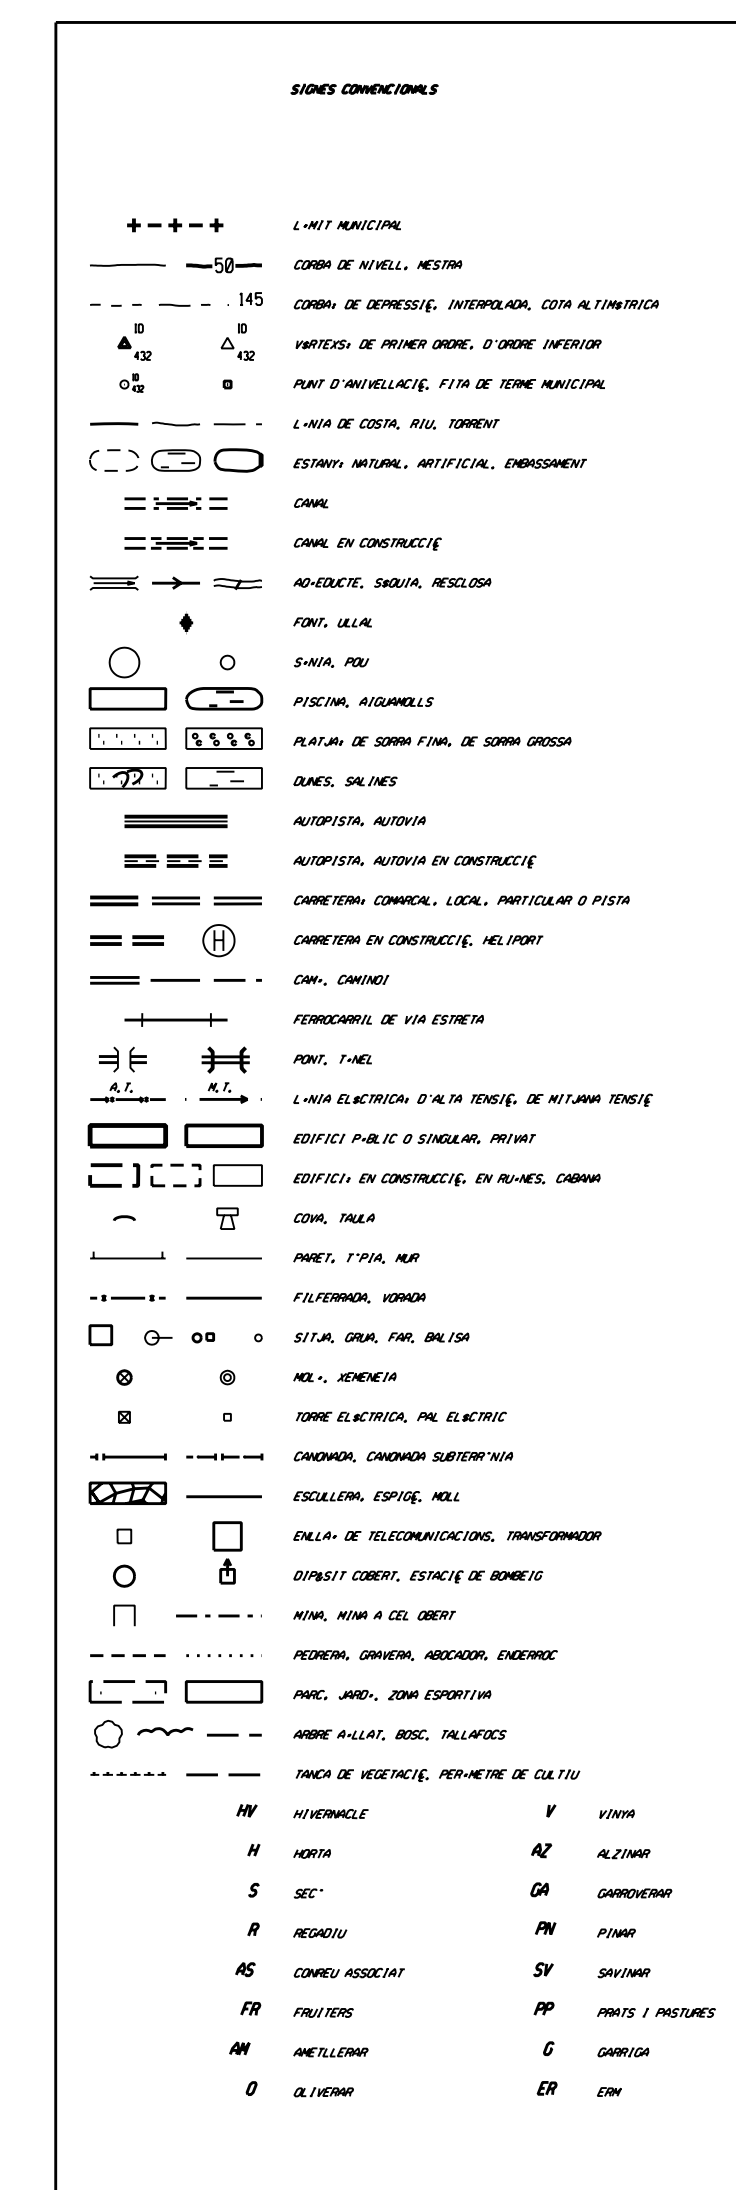 SIGNES CONVENCIONALS
L•MIT MUNICIPAL
50 CORBA DE NIVELL, MESTRA
145 CORBA: DE DEPRESSI£, INTERPOLADA, COTA ALTIM$TRICA
10 10
432 432 V$RTEXS: DE PRIMER ORDRE, D'ORDRE INFERIOR
10
432 PUNT D'ANIVELLACI£, FITA DE TERME MUNICIPAL
L•NIA DE COSTA, RIU, TORRENT
ESTANY: NATURAL, ARTIFICIAL, EMBASSAMENT
CANAL
CANAL EN CONSTRUCCI£
AQ•EDUCTE, S$QUIA, RESCLOSA
FONT, ULLAL
S•NIA, POU
PISCINA, AIGUAMOLLS
PLATJA: DE SORRA FINA, DE SORRA GROSSA
DUNES, SALINES
AUTOPISTA, AUTOVIA
AUTOPISTA, AUTOVIA EN CONSTRUCCI£
CARRETERA: COMARCAL, LOCAL, PARTICULAR O PISTA
H CARRETERA EN CONSTRUCCI£, HELIPORT
CAM•, CAMINOI
FERROCARRIL DE VIA ESTRETA
PONT, T•NEL
A.T. M.T.
L•NIA EL$CTRICA: D'ALTA TENSI£, DE MITJANA TENSI£
EDIFICI P•BLIC O SINGULAR, PRIVAT
EDIFICI: EN CONSTRUCCI£, EN RU•NES, CABANA
COVA, TAULA
PARET, T¨PIA, MUR
FILFERRADA, VORADA
SITJA, GRUA, FAR, BALISA
MOL•, XEMENEIA
TORRE EL$CTRICA, PAL EL$CTRIC
CANONADA, CANONADA SUBTERR¨NIA
ESCULLERA, ESPIG£, MOLL
ENLLA• DE TELECOMUNICACIONS, TRANSFORMADOR
DIP&SIT COBERT, ESTACI£ DE BOMBEIG
MINA, MINA A CEL OBERT
PEDRERA, GRAVERA, ABOCADOR, ENDERROC
PARC, JARD•, ZONA ESPORTIVA
ARBRE A•LLAT, BOSC, TALLAFOCS
TANCA DE VEGETACI£, PER•METRE DE CULTIU
HV HIVERNACLE V VINYA
H HORTA AZ ALZINAR
S SEC¨ GA GARROVERAR
R REGADIU PN PINAR
AS CONREU ASSOCIAT SV SAVINAR
FR FRUITERS PP PRATS I PASTURES
AM AMETLLERAR G GARRIGA
O OLIVERAR ER ERM